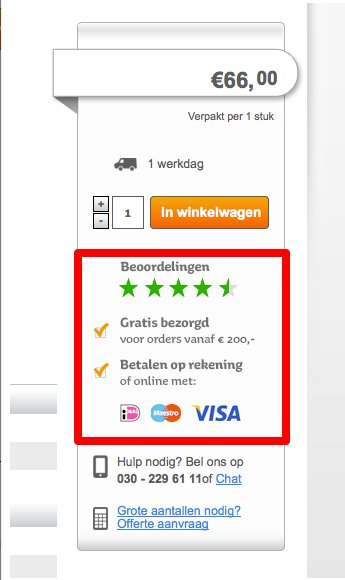 €66,00
Verpakt per 1 stuk
1 werkdag
+
-
1
In winkelwagen
Beoordelingen
Gratis bezorgd
voor orders vanaf € 200,-
Betalen op rekening
of online met:
iDEAL Maestro VISA
Hulp nodig? Bel ons op
030 - 229 61 11of Chat
Grote aantallen nodig?
Offerte aanvraag